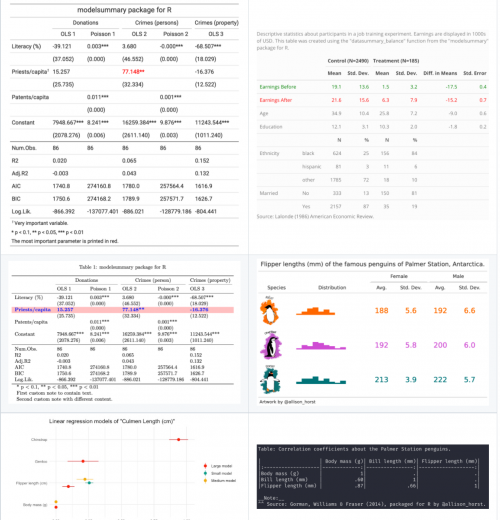 modelsummary package for R
Donations Crimes (persons) Crimes (property)
OLS 1 Poisson 1 OLS 2 Poisson 2 OLS 3
Literacy (%) -39.121 0.003*** 3.680 -0.000*** -68.507***
(37.052) (0.000) (46.552) (0.000) (18.029)
Priests/capita† 15.257 77.148** -16.376
(25.735) (32.334) (12.522)
Patents/capita 0.011*** 0.001***
(0.000) (0.000)
Constant 7948.667*** 8.241*** 16259.384*** 9.876*** 11243.544***
(2078.276) (0.006) (2611.140) (0.003) (1011.240)
Num.Obs. 86 86 86 86 86
R2 0.020 0.065 0.152
Adj.R2 -0.003 0.043 0.132
AIC 1740.8 274160.8 1780.0 257564.4 1616.9
BIC 1750.6 274168.2 1789.9 257571.7 1626.7
Log.Lik. -866.392 -137077.401 -886.021 -128779.186 -804.441
† Very important variable.
* p < 0.1, ** p < 0.05, *** p < 0.01
The most important parameter is printed in red.
Descriptive statistics about participants in a job training experiment. Earnings are displayed in 1000s
of USD. This table was created using the "datasummary_balance" function from the "modelsummary"
package for R.
Control (N=2490) Treatment (N=185)
Mean Std. Dev. Mean Std. Dev. Diff. in Means Std. Error
Earnings Before 19.1 13.6 1.5 3.2 -17.5 0.4
Earnings After 21.6 15.6 6.3 7.9 -15.2 0.7
Age 34.9 10.4 25.8 7.2 -9.0 0.6
Education 12.1 3.1 10.3 2.0 -1.8 0.2
N % N %
Ethnicity black 624 25 156 84
hispanic 81 3 11 6
other 1785 72 18 10
Married No 333 13 150 81
Yes 2157 87 35 19
Source: Lalonde (1986) American Economic Review.
Table 1: modelsummary package for R
Donations Crimes (persons) Crimes (property)
OLS 1 Poisson 1 OLS 2 Poisson 2 OLS 3
Literacy (%) -39.121 0.003*** 3.680 -0.000*** -68.507***
(37.052) (0.000) (46.552) (0.000) (18.029)
Priests/capita 15.257 77.148** -16.376
(25.735) (32.334) (12.522)
Patents/capita 0.011*** 0.001***
(0.000) (0.000)
Constant 7948.667*** 8.241*** 16259.384*** 9.876*** 11243.544***
(2078.276) (0.006) (2611.140) (0.003) (1011.240)
Num.Obs. 86 86 86 86 86
R2 0.020 0.065 0.152
Adj.R2 -0.003 0.043 0.132
AIC 1740.8 274160.8 1780.0 257564.4 1616.9
BIC 1750.6 274168.2 1789.9 257571.7 1626.7
Log.Lik. -866.392 -137077.401 -886.021 -128779.186 -804.441
* p < 0.1, ** p < 0.05, *** p < 0.01
First custom note to contain text.
Second custom note with different content.
Flipper lengths (mm) of the famous penguins of Palmer Station, Antarctica.
Female Male
Species Distribution Avg. Std. Dev. Avg. Std. Dev.
188 5.6 192 6.6
192 5.8 200 6.0
213 3.9 222 5.7
Artwork by @allison_horst
Linear regression models of "Culmen Length (cm)"
Chinstrap
Gentoo
Flipper length (cm)
Body mass (g)
Large model
Small model
Medium model
Table: Correlation coefficients about the Palmer Station penguins.
| | Body mass (g)| Bill length (mm)| Flipper length (mm)|
|Body mass (g) | 1| .| .|
|Bill length (mm) | .60| 1| .|
|Flipper length (mm)| .87| .66| 1|
__Note:__
^^ Source: Gorman, Williams & Fraser (2014), packaged for R by @allison_horst.